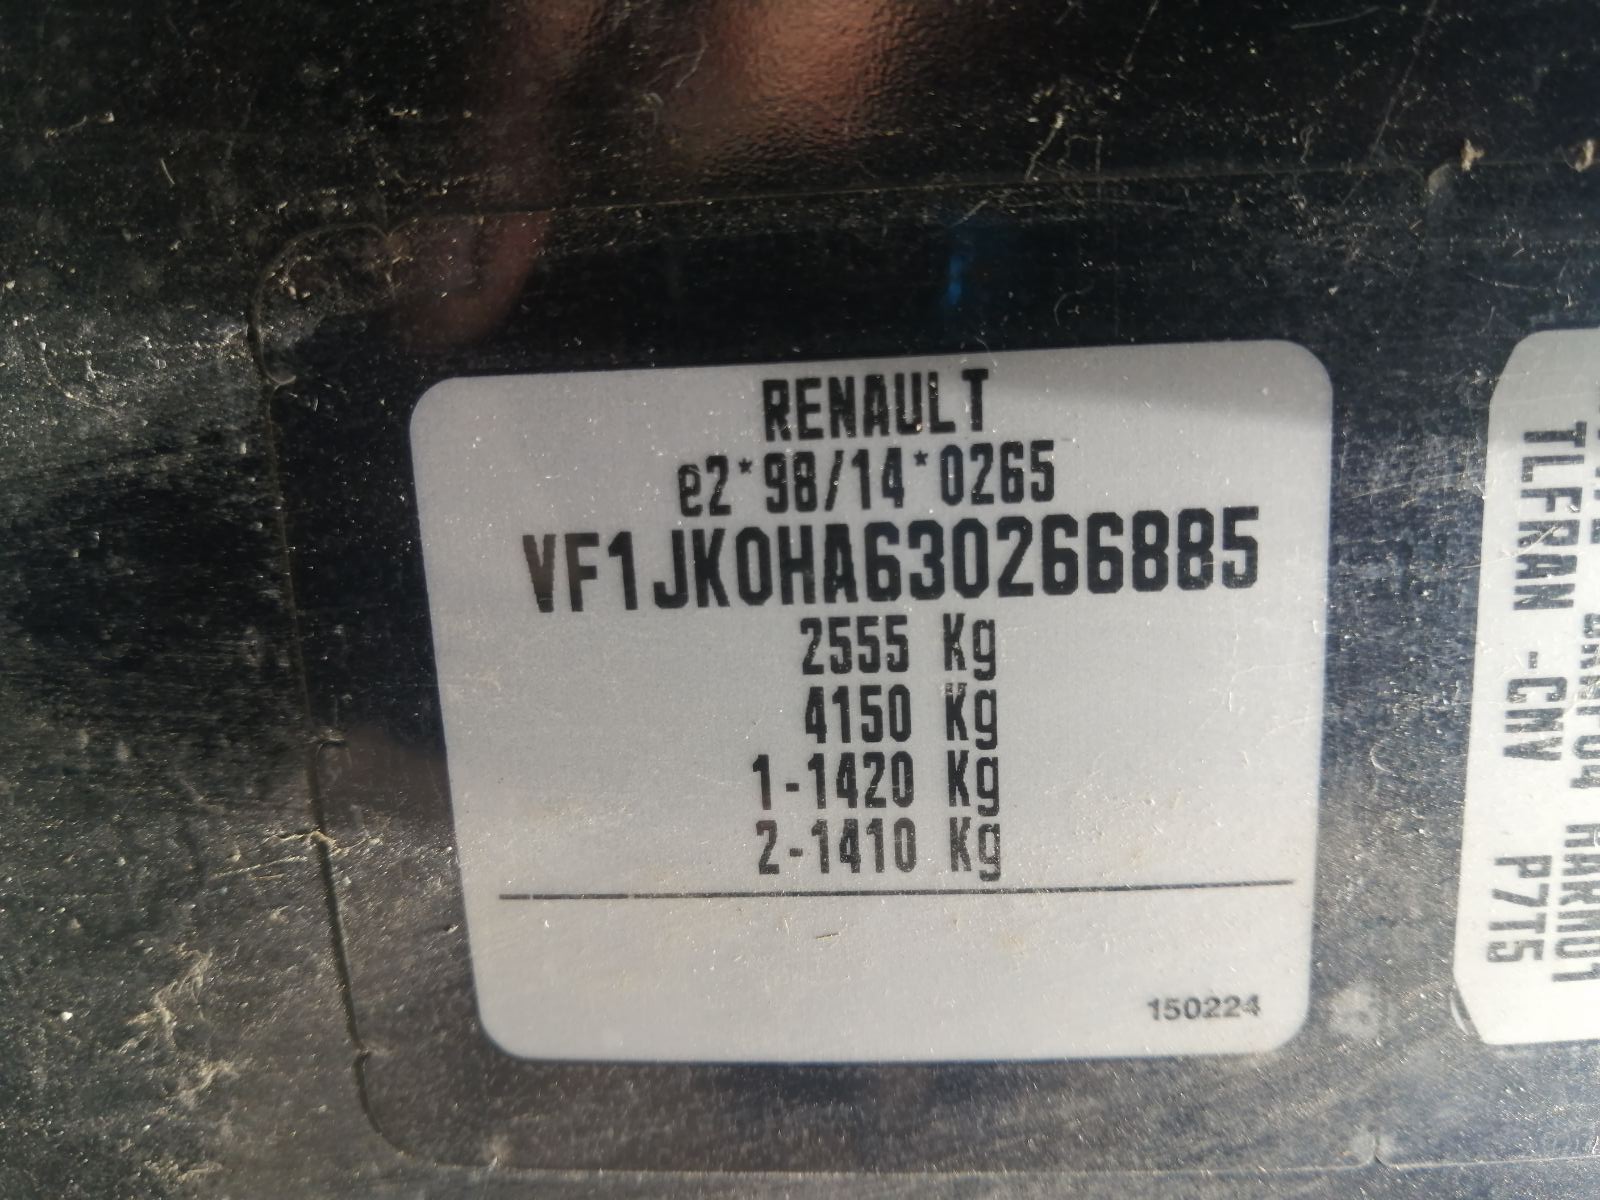 RENAULT
e2*98/14*0265
VF1JK0HA630266885
2555 Kg
4150 Kg
1-1420 Kg
2-1410 Kg
150224
TLFRAN -CMV P7T5